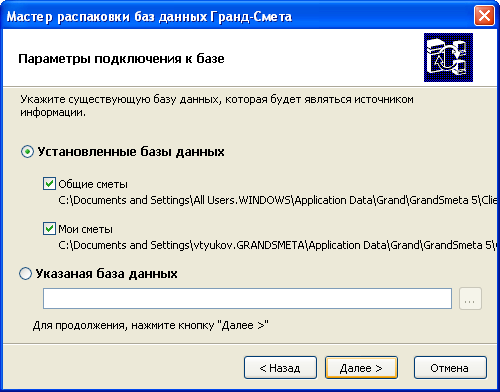 Мастер распаковки баз данных Гранд-Смета
Параметры подключения к базе
Укажите существующую базу данных, которая будет являться источником
информации.
Установленные базы данных
Общие сметы
C:\Documents and Settings\All Users.WINDOWS\Application Data\Grand\GrandSmeta 5\Clie
Мои сметы
C:\Documents and Settings\vtyukov.GRANDSMETA\Application Data\Grand\GrandSmeta 5\
Указаная база данных
...
Для продолжения, нажмите кнопку "Далее >"
< Назад
Далее >
Отмена